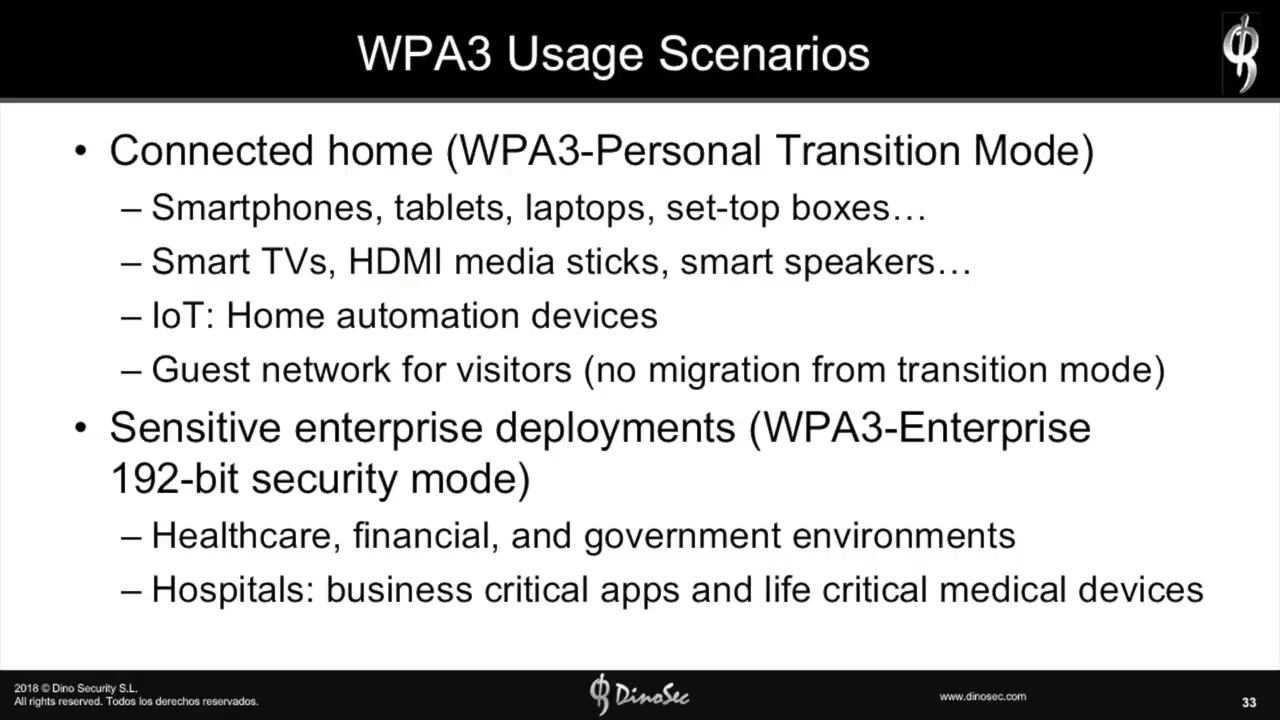 WPA3 Usage Scenarios
• Connected home (WPA3-Personal Transition Mode)
– Smartphones, tablets, laptops, set-top boxes…
– Smart TVs, HDMI media sticks, smart speakers…
– IoT: Home automation devices
– Guest network for visitors (no migration from transition mode)
• Sensitive enterprise deployments (WPA3-Enterprise
192-bit security mode)
– Healthcare, financial, and government environments
– Hospitals: business critical apps and life critical medical devices
2018 © Dino Security S.L.
All rights reserved. Todos los derechos reservados.
DinoSec
www.dinosec.com
33